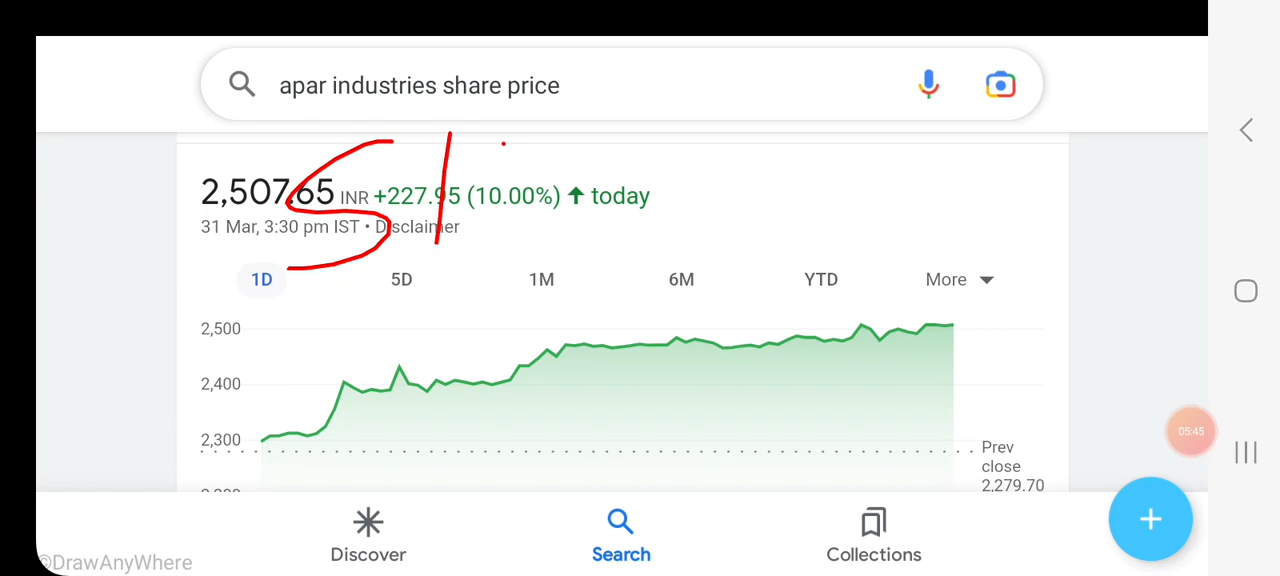 apar industries share price
2,507.65 INR +227.95 (10.00%) ↑ today
31 Mar, 3:30 pm IST • Disclaimer
1D 5D 1M 6M YTD More
2,500
2,400
2,300
Prev
close
2,279.70
05:45
Discover Search Collections
©DrawAnyWhere